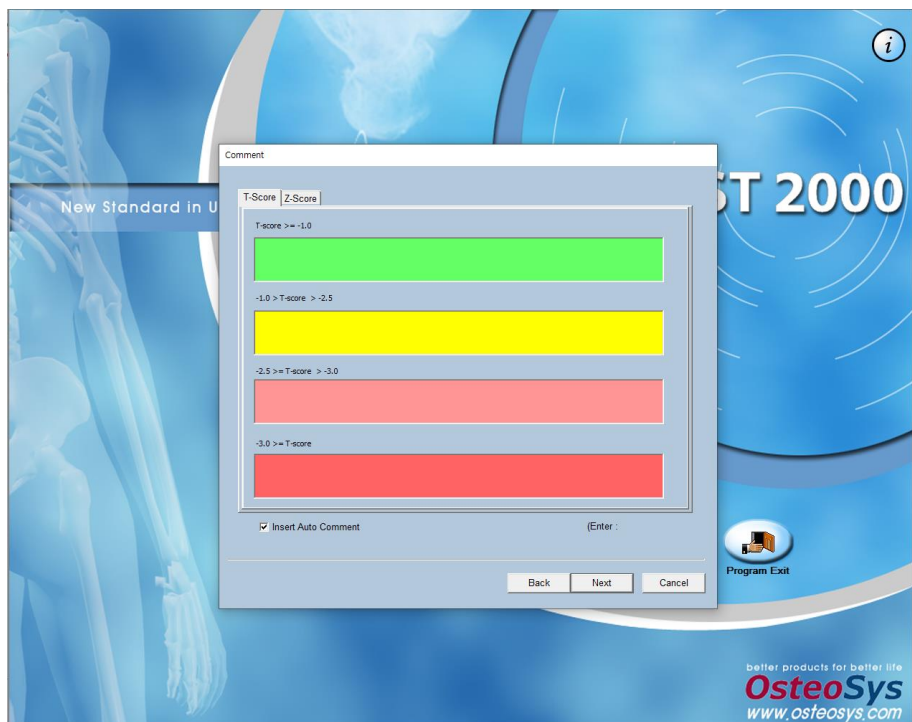 i
Comment
New Standard in U
ST 2000
T-Score Z-Score
T-score >= -1.0
-1.0 > T-score > -2.5
-2.5 >= T-score > -3.0
-3.0 >= T-score
Insert Auto Comment (Enter :
Program Exit
Back Next Cancel
better products for better life
OsteoSys
www.osteosys.com